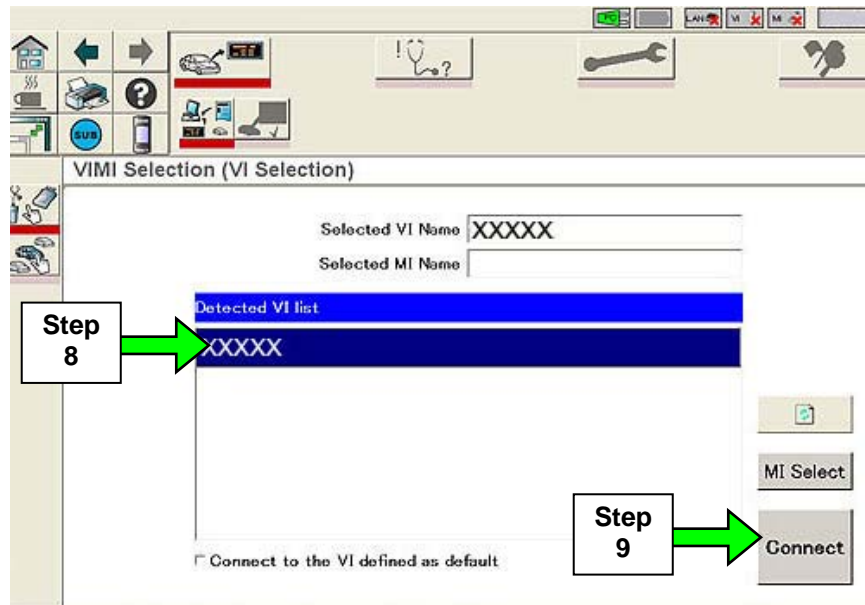 LAN VI MI
SUB
VIMI Selection (VI Selection)
Selected VI Name XXXXX
Selected MI Name
Detected VI list
Step
8
XXXXX
MI Select
Step
9
Connect
Connect to the VI defined as default